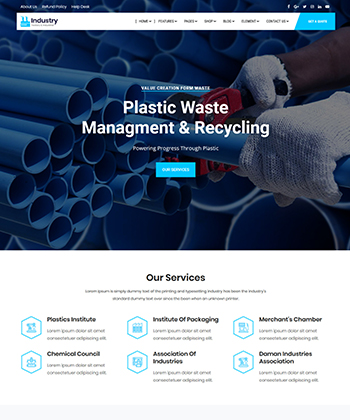 About Us Refund Policy Help Desk
Industry
HOME FEATURES PAGES SHOP BLOG ELEMENT CONTACT US
VALUE CREATION FORM WASTE
Plastic Waste
Managment & Recycling
Powering Progress Through Plastic
OUR SERVICES
Our Services
Lorem Ipsum is simply dummy text of the printing and typesetting industry has been the industry's
standard dummy text ever since been when an unknown printer.
Plastics Institute
Lorem ipsum dolor sit amet
consectetuer adipiscing elit
Institute Of Packaging
Lorem ipsum dolor sit amet
consectetuer adipiscing elit
Merchant's Chamber
Lorem ipsum dolor sit amet
consectetuer adipiscing elit
Chemical Council
Lorem ipsum dolor sit amet
consectetuer adipiscing elit
Association Of
Industries
Lorem ipsum dolor sit amet
consectetuer adipiscing elit
Daman Industries
Association
Lorem ipsum dolor sit amet
consectetuer adipiscing elit